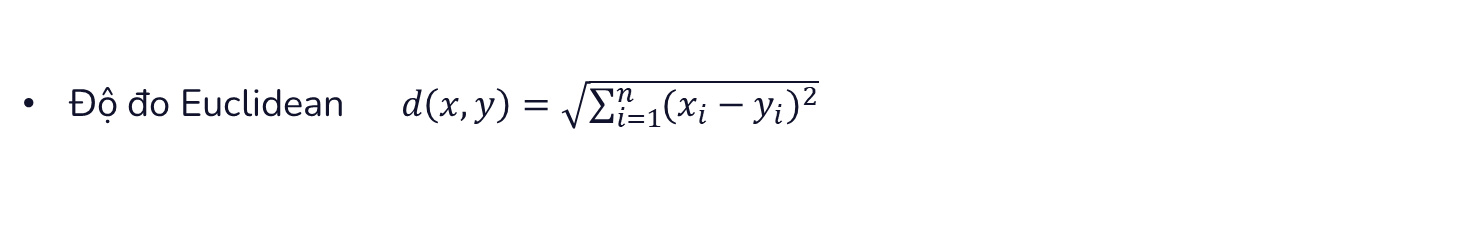 • Độ đo Euclidean d(x, y) = √∑ⁿᵢ₌₁(xᵢ − yᵢ)²